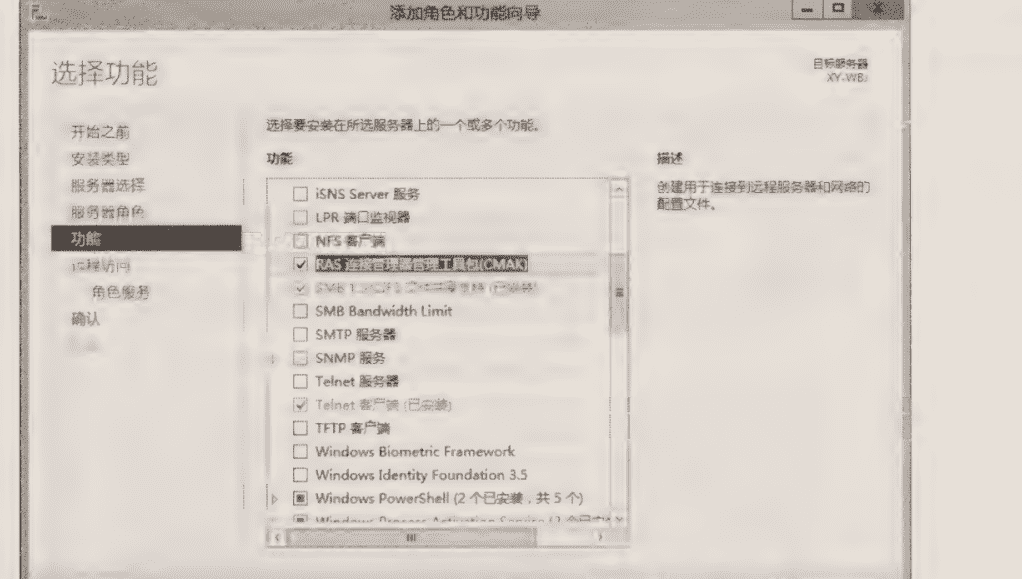 添加角色和功能向导
选择功能
目标服务器
开始之前
安装类型
服务器选择
服务器角色
功能
远程访问
角色服务
确认
选择要安装在所选服务器上的一个或多个功能。
功能
iSNS Server 服务
LPR 端口监视器
NFS 客户端
RAS 连接管理器管理工具包(CMAK)
SMB Bandwidth Limit
SMTP 服务器
SNMP 服务
Telnet 服务器
Telnet 客户端 (已安装)
TFTP 客户端
Windows Biometric Framework
Windows Identity Foundation 3.5
Windows PowerShell (2 个已安装，共 5 个)
描述
创建用于连接到远程服务器和网络的
配置文件。